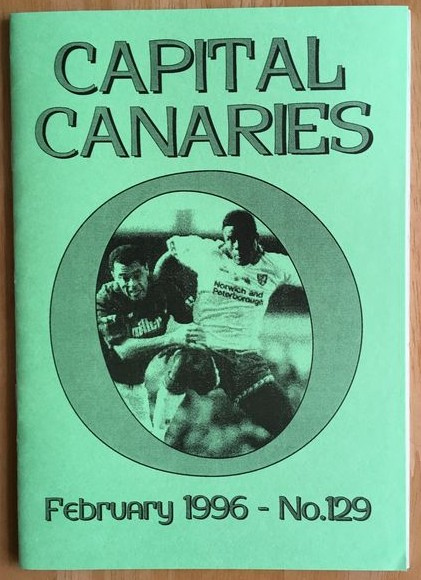 CAPITAL
CANARIES
Norwich and
Peterborough
February 1996 - No.129